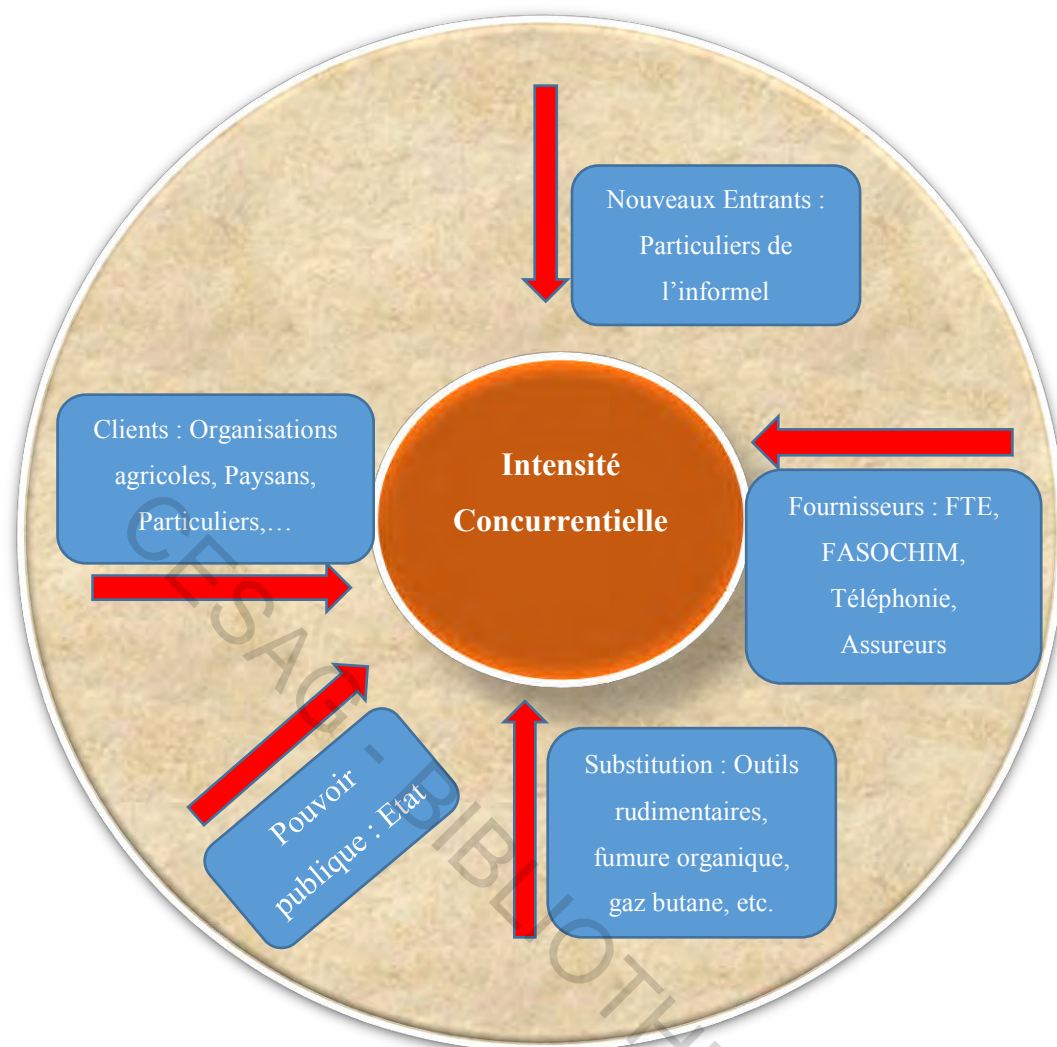 Nouveaux Entrants :
Particuliers de
l’informel
Clients : Organisations
agricoles, Paysans,
Particuliers,…
Intensité
Concurrentielle
Fournisseurs : FTE,
FASOCHIM,
Téléphonie,
Assureurs
Pouvoir
publique : Etat
Substitution : Outils
rudimentaires,
fumure organique,
gaz butane, etc.
CESAG - BIBLIOTH